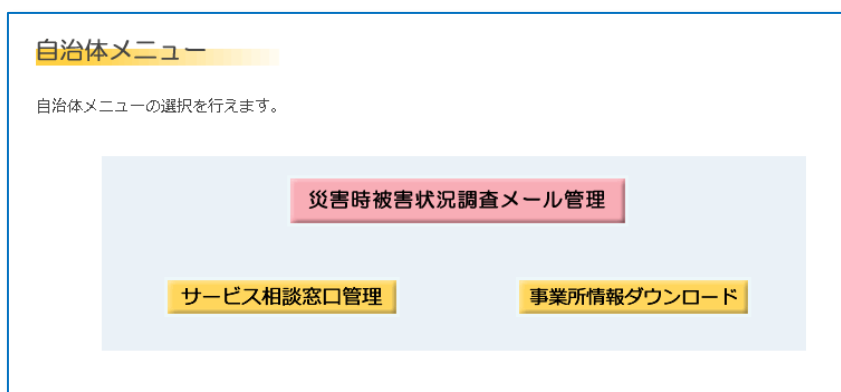 自治体メニュー
自治体メニューの選択を行えます。
災害時被害状況調査メール管理
サービス相談窓口管理
事業所情報ダウンロード